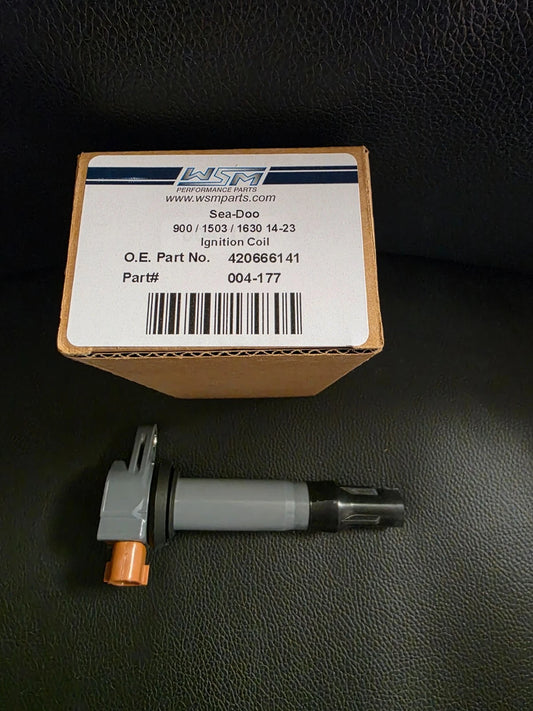 WSM
PERFORMANCE PARTS
www.wsmparts.com
Sea-Doo
900 / 1503 / 1630 14-23
Ignition Coil
O.E. Part No. 420666141
Part# 004-177